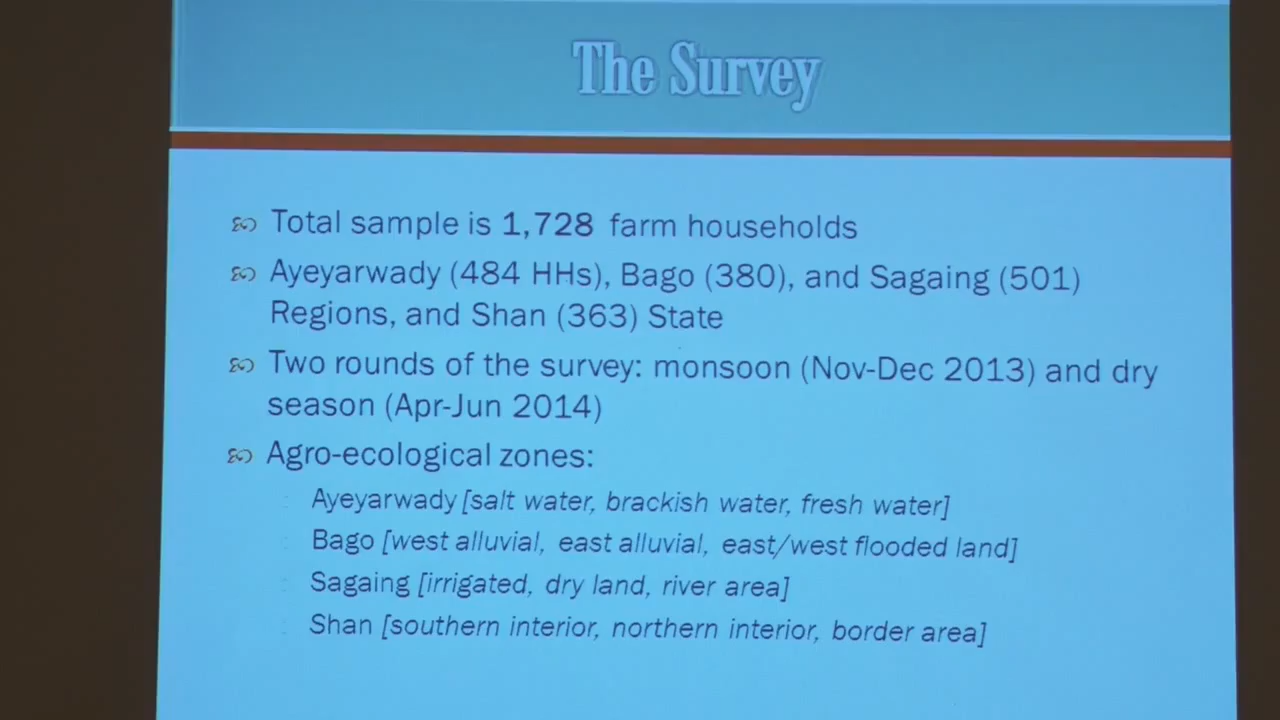 The Survey
Total sample is 1,728 farm households
Ayeyarwady (484 HHs), Bago (380), and Sagaing (501)
Regions, and Shan (363) State
Two rounds of the survey: monsoon (Nov-Dec 2013) and dry
season (Apr-Jun 2014)
Agro-ecological zones:
Ayeyarwady [salt water, brackish water, fresh water]
Bago [west alluvial, east alluvial, east/west flooded land]
Sagaing [irrigated, dry land, river area]
Shan [southern interior, northern interior, border area]